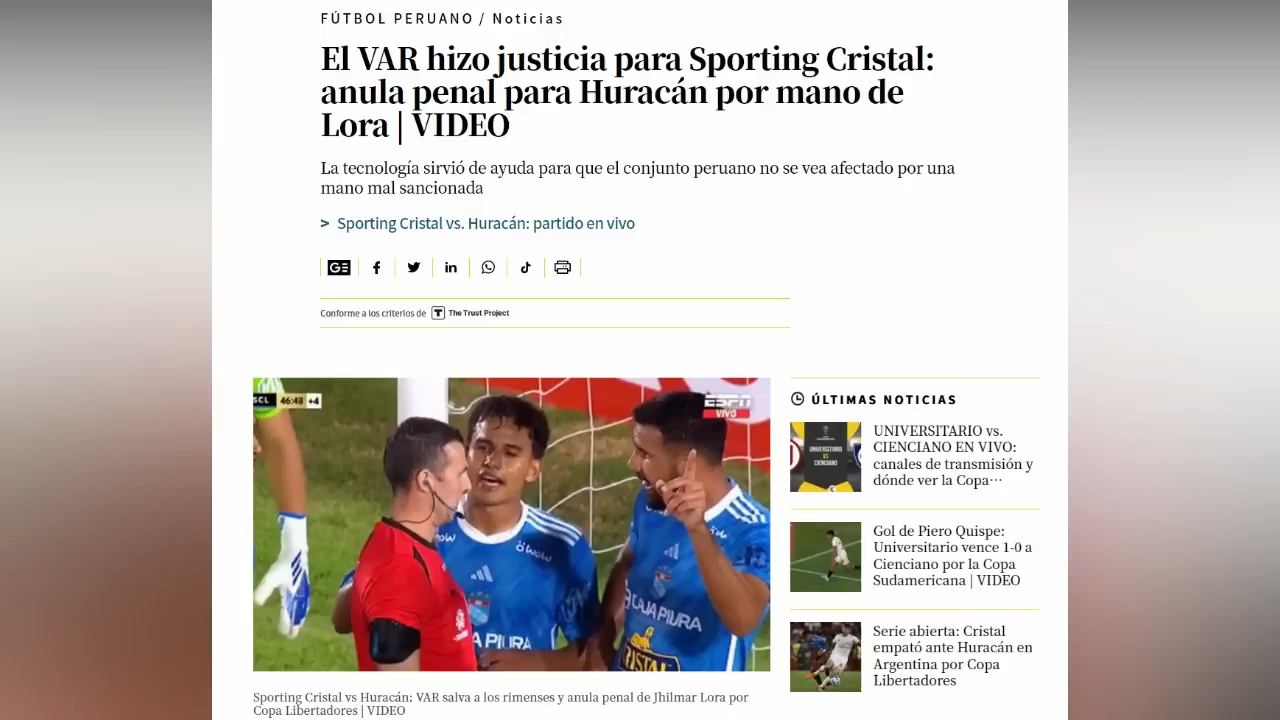 FÚTBOL PERUANO / Noticias
El VAR hizo justicia para Sporting Cristal:
anula penal para Huracán por mano de
Lora | VIDEO
La tecnología sirvió de ayuda para que el conjunto peruano no se vea afectado por una
mano mal sancionada
> Sporting Cristal vs. Huracán: partido en vivo
GE
Conforme a los criterios de T The Trust Project
SCL 46:48 +4
ESPN
VIVO
öwow
öwow
CAJA PIURA
PIURA
CRISTAL
Sporting Cristal vs Huracán: VAR salva a los rimenses y anula penal de Jhilmar Lora por
Copa Libertadores | VIDEO
ÚLTIMAS NOTICIAS
UNIVERSITARIO
CIENCIANO
UNIVERSITARIO vs.
CIENCIANO EN VIVO:
canales de transmisión y
dónde ver la Copa…
Gol de Piero Quispe:
Universitario vence 1-0 a
Cienciano por la Copa
Sudamericana | VIDEO
Serie abierta: Cristal
empató ante Huracán en
Argentina por Copa
Libertadores